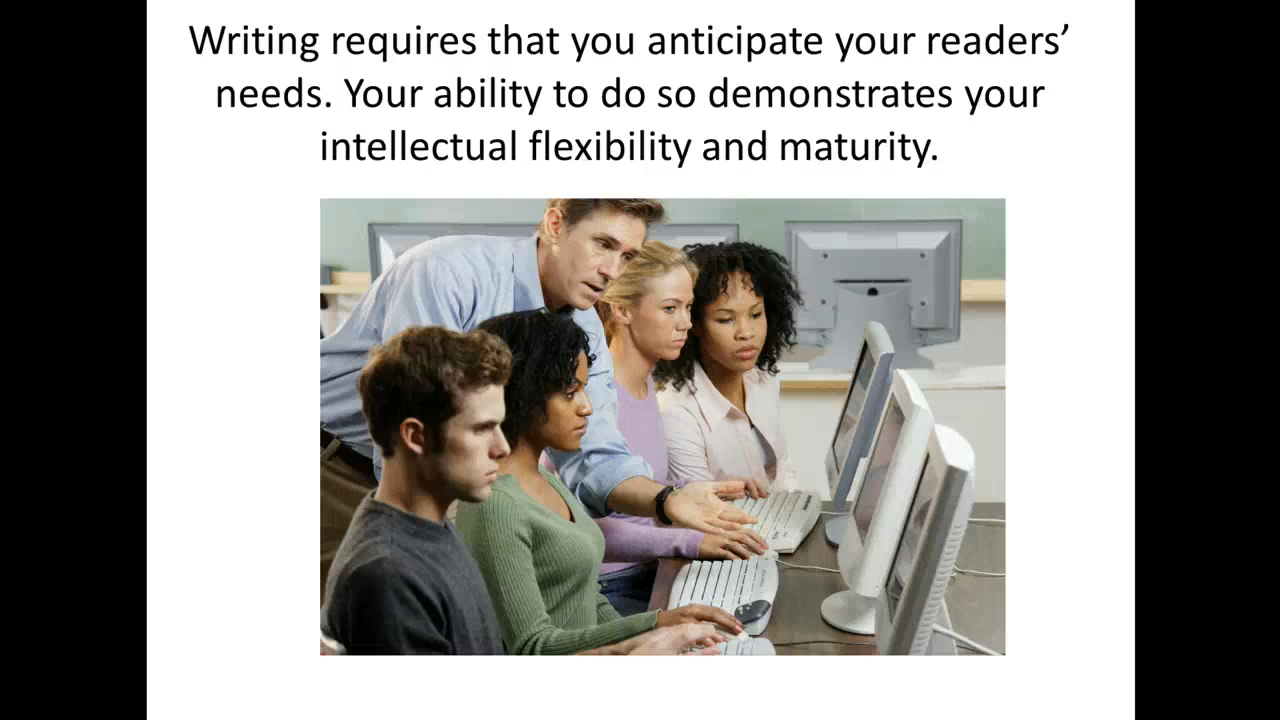 Writing requires that you anticipate your readers’
needs. Your ability to do so demonstrates your
intellectual flexibility and maturity.